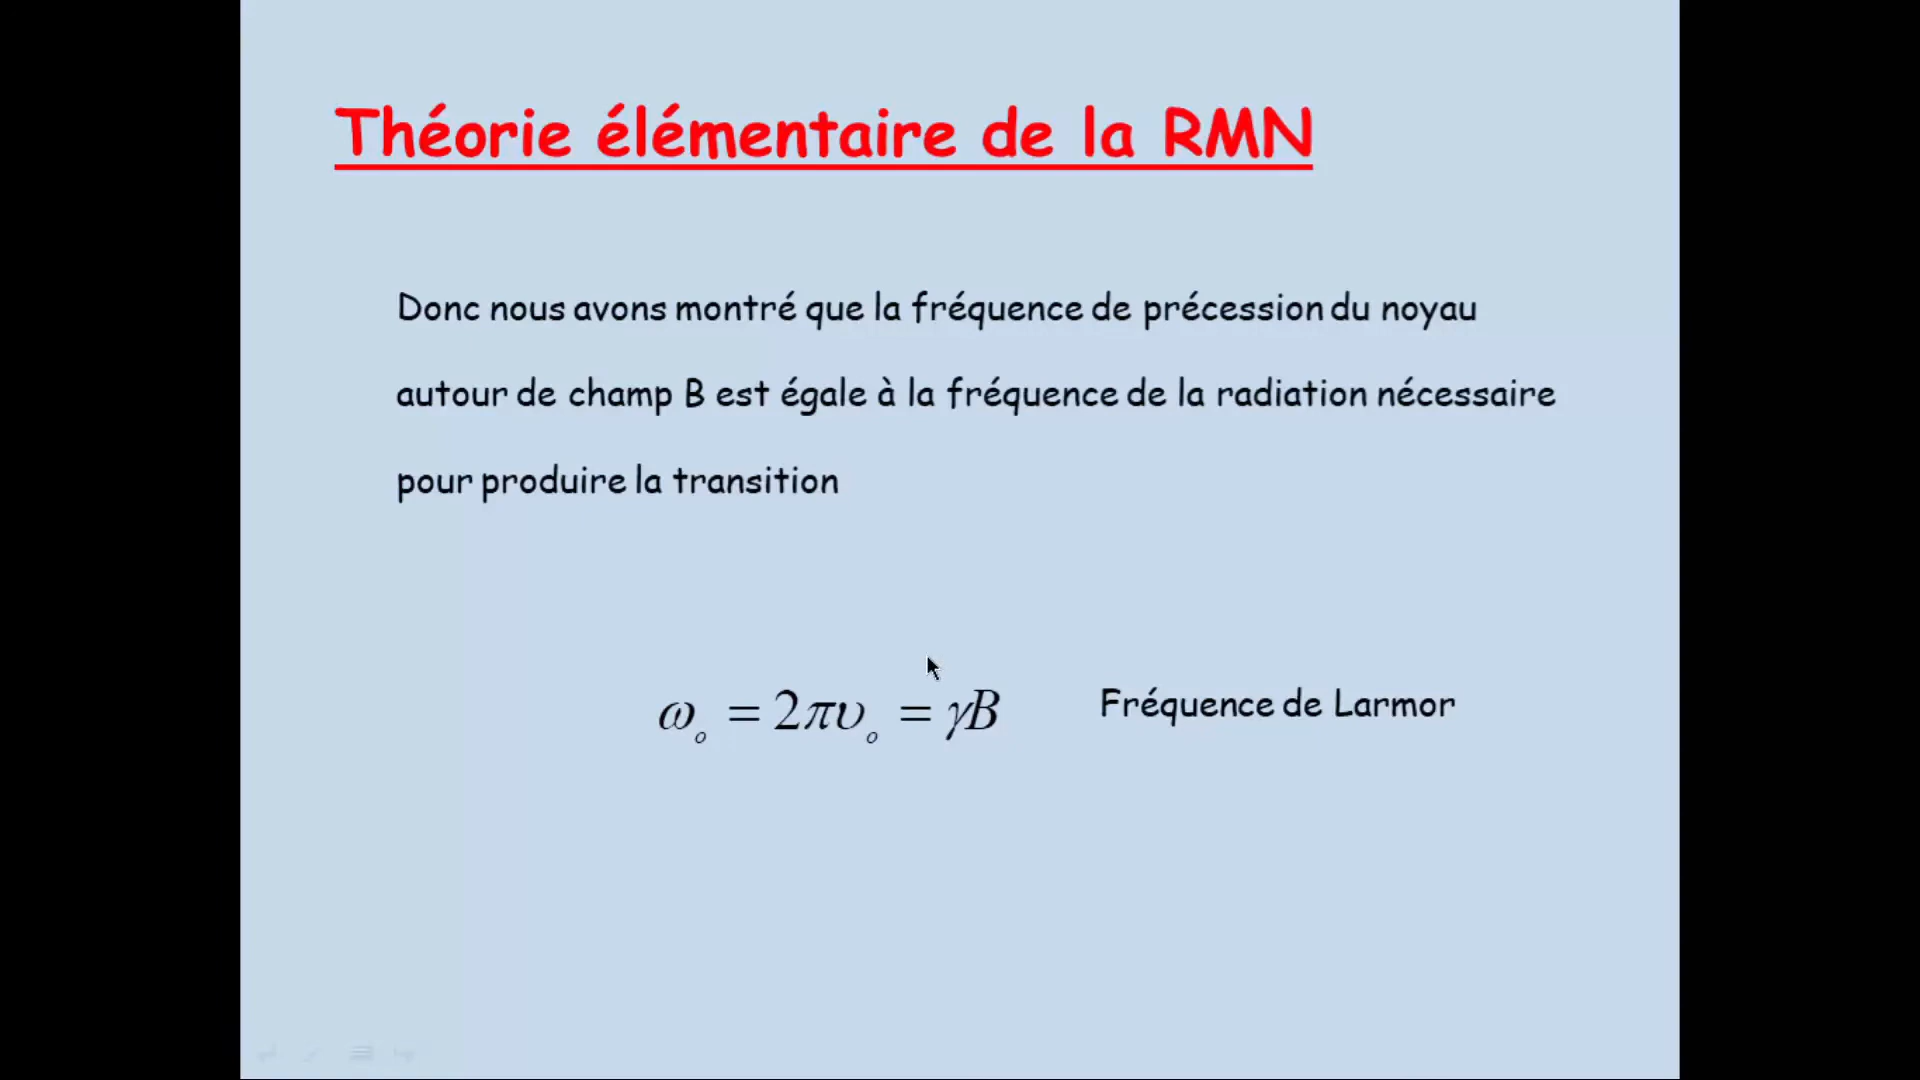 Théorie élémentaire de la RMN
Donc nous avons montré que la fréquence de précession du noyau
autour de champ B est égale à la fréquence de la radiation nécessaire
pour produire la transition
ω₀ = 2πυ₀ = γB
Fréquence de Larmor